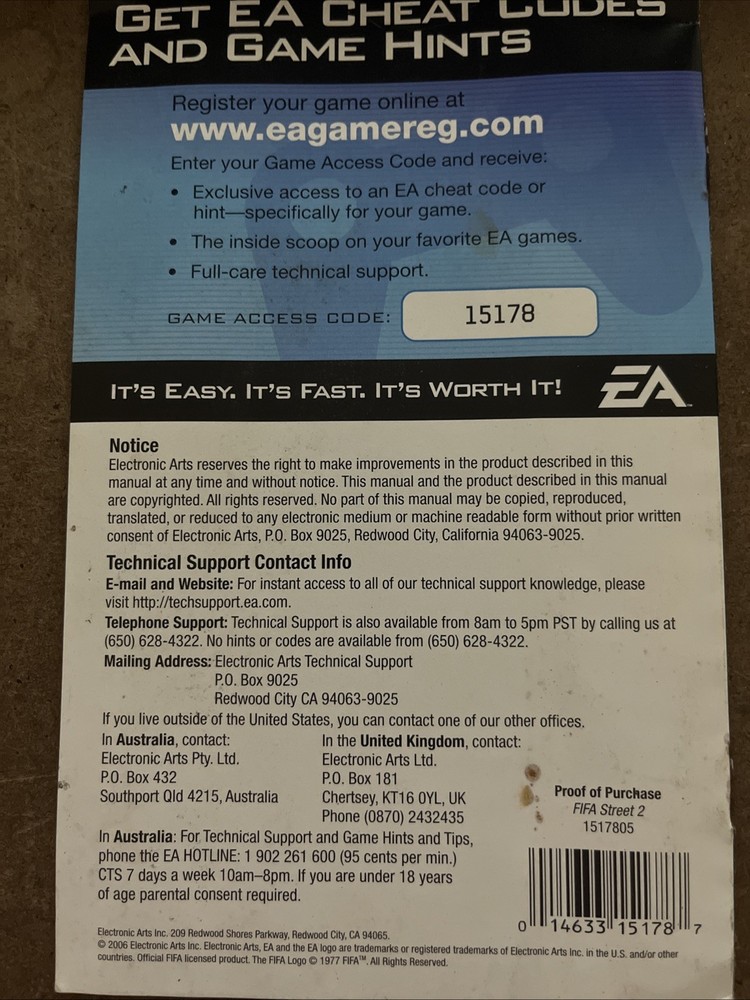 GET EA CHEAT CODES
AND GAME HINTS
Register your game online at
www.eagamereg.com
Enter your Game Access Code and receive:
• Exclusive access to an EA cheat code or
hint—specifically for your game.
• The inside scoop on your favorite EA games.
• Full-care technical support.
GAME ACCESS CODE: 15178
IT'S EASY. IT'S FAST. IT'S WORTH IT! EA
Notice
Electronic Arts reserves the right to make improvements in the product described in this
manual at any time and without notice. This manual and the product described in this manual
are copyrighted. All rights reserved. No part of this manual may be copied, reproduced,
translated, or reduced to any electronic medium or machine readable form without prior written
consent of Electronic Arts, P.O. Box 9025, Redwood City, California 94063-9025.
Technical Support Contact Info
E-mail and Website: For instant access to all of our technical support knowledge, please
visit http://techsupport.ea.com.
Telephone Support: Technical Support is also available from 8am to 5pm PST by calling us at
(650) 628-4322. No hints or codes are available from (650) 628-4322.
Mailing Address: Electronic Arts Technical Support
P.O. Box 9025
Redwood City CA 94063-9025
If you live outside of the United States, you can contact one of our other offices.
In Australia, contact:
Electronic Arts Pty. Ltd.
P.O. Box 432
Southport Qld 4215, Australia
In the United Kingdom, contact:
Electronic Arts Ltd.
P.O. Box 181
Chertsey, KT16 0YL, UK
Phone (0870) 2432435
In Australia: For Technical Support and Game Hints and Tips,
phone the EA HOTLINE: 1 902 261 600 (95 cents per min.)
CTS 7 days a week 10am–8pm. If you are under 18 years
of age parental consent required.
Proof of Purchase
FIFA Street 2
1517805
0 14633 15178 7
Electronic Arts Inc. 209 Redwood Shores Parkway, Redwood City, CA 94065.
© 2006 Electronic Arts Inc. Electronic Arts, EA and the EA logo are trademarks or registered trademarks of Electronic Arts Inc. in the U.S. and/or other
countries. Official FIFA licensed product. The FIFA Logo © 1977 FIFA™. All Rights Reserved.